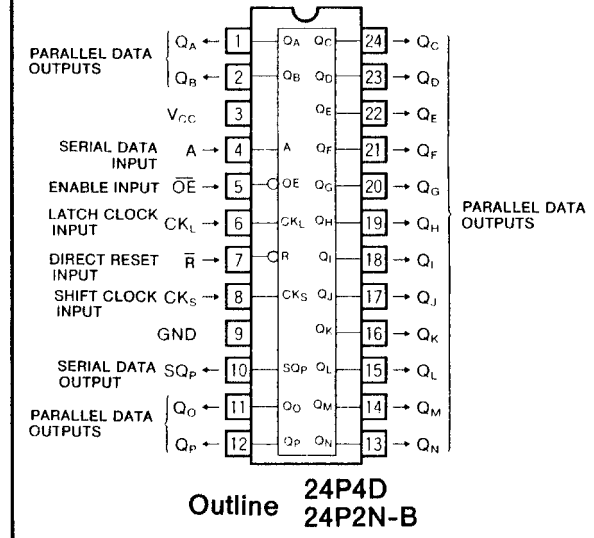 PARALLEL DATA
OUTPUTS
Q_A ← 1 Q_A Q_C 24 → Q_C
Q_B ← 2 Q_B Q_D 23 → Q_D
V_CC 3 Q_E 22 → Q_E
SERIAL DATA
INPUT
A → 4 A Q_F 21 → Q_F
ENABLE INPUT O̅E̅ → 5 OE Q_G 20 → Q_G
LATCH CLOCK
INPUT
CK_L → 6 CK_L Q_H 19 → Q_H
PARALLEL DATA
OUTPUTS
DIRECT RESET
INPUT
R̅ → 7 R Q_I 18 → Q_I
SHIFT CLOCK
INPUT
CK_S → 8 CK_S Q_J 17 → Q_J
GND 9 Q_K 16 → Q_K
SERIAL DATA
OUTPUT
SQ_P ← 10 SQ_P Q_L 15 → Q_L
PARALLEL DATA
OUTPUTS
Q_O ← 11 Q_O Q_M 14 → Q_M
Q_P ← 12 Q_P Q_N 13 → Q_N
Outline 24P4D
24P2N-B